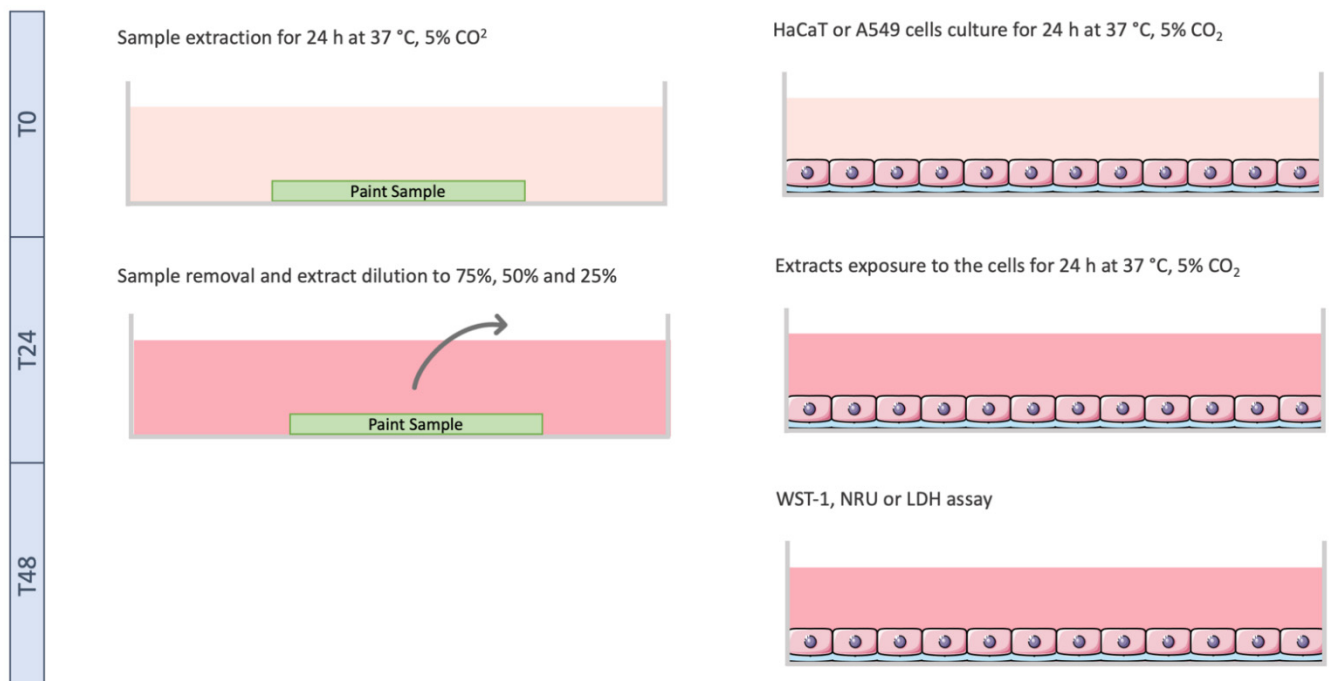 T0
Sample extraction for 24 h at 37 °C, 5% CO²
HaCaT or A549 cells culture for 24 h at 37 °C, 5% CO₂
Paint Sample
T24
Sample removal and extract dilution to 75%, 50% and 25%
Extracts exposure to the cells for 24 h at 37 °C, 5% CO₂
Paint Sample
T48
WST-1, NRU or LDH assay